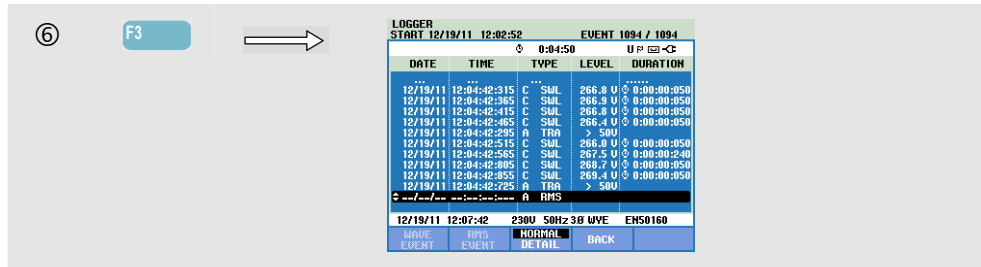 ⑥ F3
LOGGER
START 12/19/11 12:02:52 EVENT 1094 / 1094
0:04:50 U
DATE TIME TYPE LEVEL DURATION
... ... ... ......
12/19/11 12:04:42:315 C SWL 266.8 V 0:00:00:050
12/19/11 12:04:42:365 C SWL 266.9 V 0:00:00:050
12/19/11 12:04:42:415 C SWL 266.8 V 0:00:00:050
12/19/11 12:04:42:465 C SWL 266.4 V 0:00:00:050
12/19/11 12:04:42:295 A TRA > 50V
12/19/11 12:04:42:515 C SWL 266.0 V 0:00:00:050
12/19/11 12:04:42:565 C SWL 267.5 V 0:00:00:240
12/19/11 12:04:42:805 C SWL 268.7 V 0:00:00:050
12/19/11 12:04:42:855 C SWL 269.4 V 0:00:00:050
12/19/11 12:04:42:725 A TRA > 50V
--/--/-- --:--:--:--- A RMS
12/19/11 12:07:42 230V 50Hz 3Ø WYE EN50160
WAVE EVENT RMS EVENT NORMAL DETAIL BACK